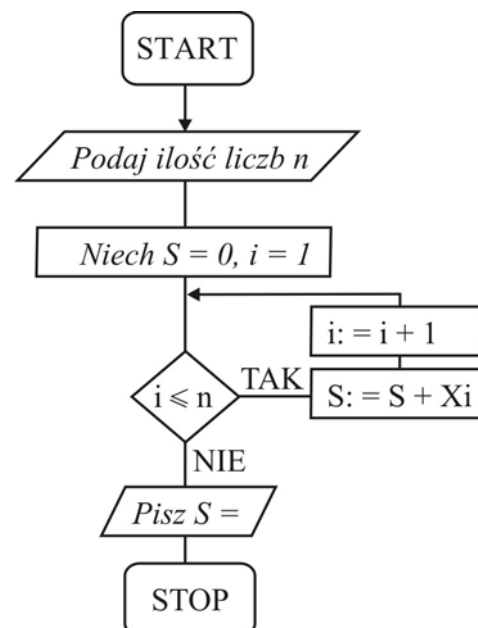 START
Podaj ilość liczb n
Niech S = 0, i = 1
i: = i + 1
i ⩽ n
TAK
S: = S + Xi
NIE
Pisz S =
STOP